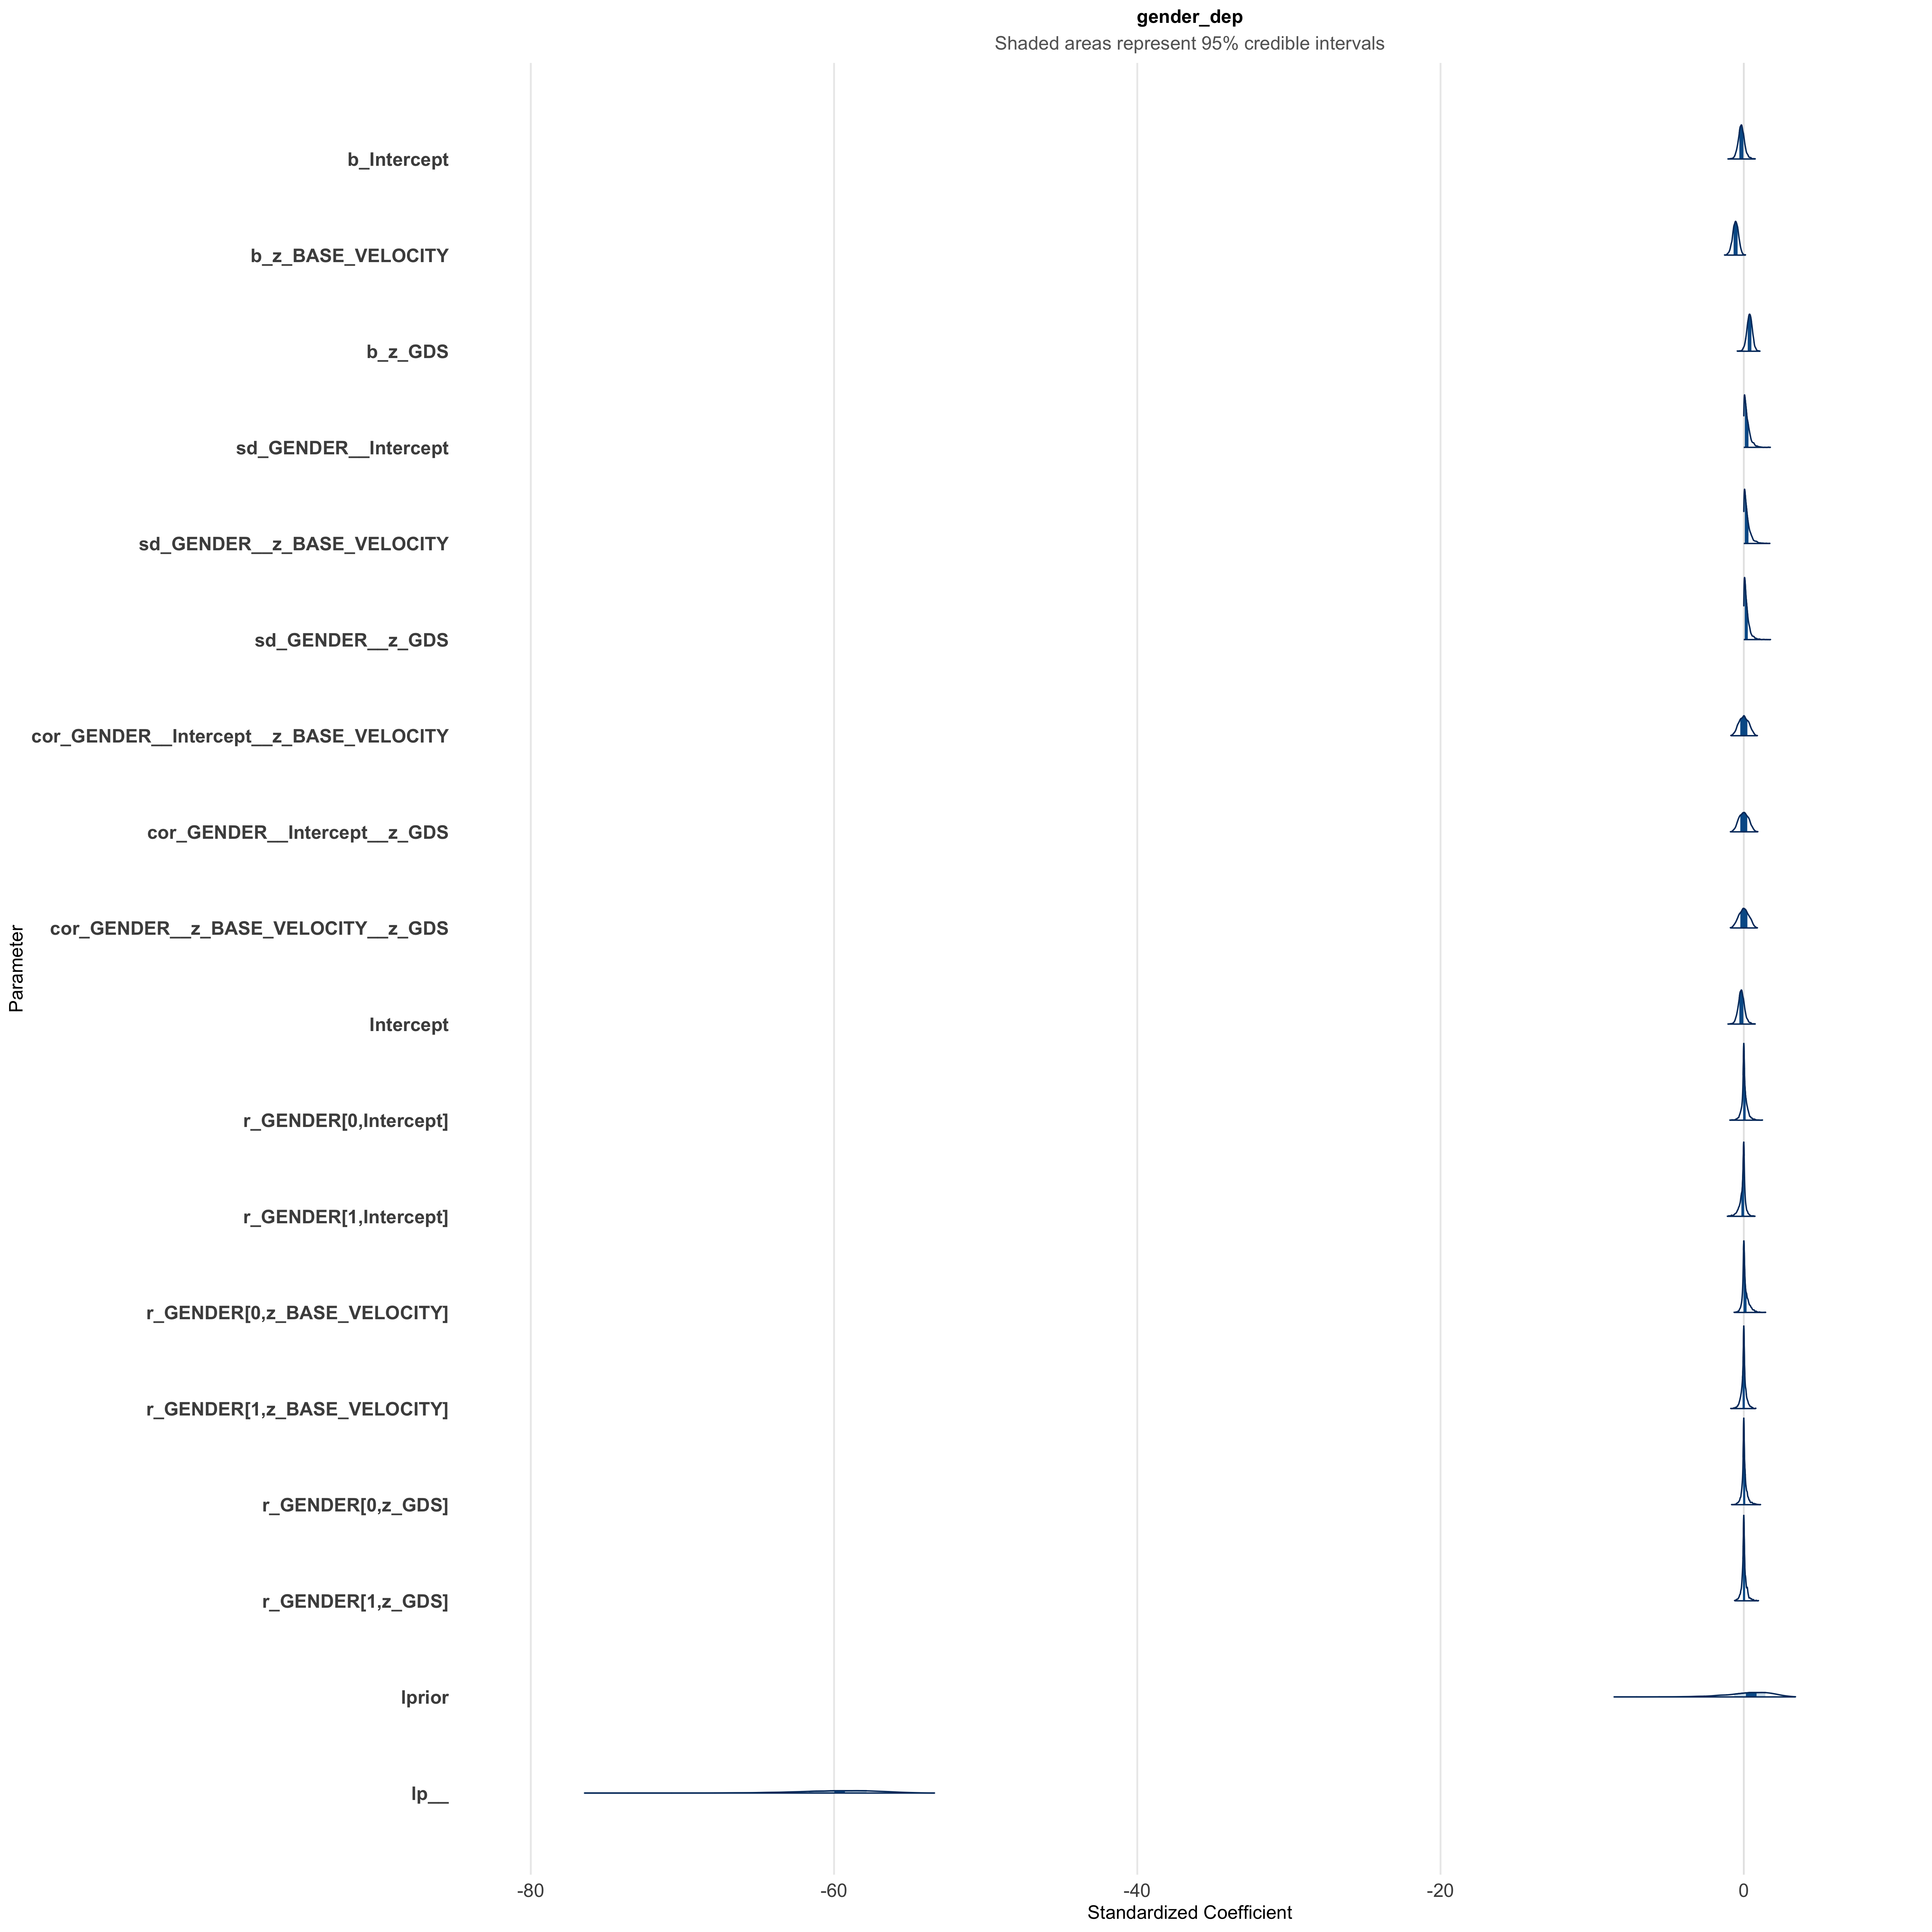 gender_dep
Shaded areas represent 95% credible intervals
b_Intercept
b_z_BASE_VELOCITY
b_z_GDS
sd_GENDER__Intercept
sd_GENDER__z_BASE_VELOCITY
sd_GENDER__z_GDS
cor_GENDER__Intercept__z_BASE_VELOCITY
cor_GENDER__Intercept__z_GDS
cor_GENDER__z_BASE_VELOCITY__z_GDS
Intercept
r_GENDER[0,Intercept]
r_GENDER[1,Intercept]
r_GENDER[0,z_BASE_VELOCITY]
r_GENDER[1,z_BASE_VELOCITY]
r_GENDER[0,z_GDS]
r_GENDER[1,z_GDS]
lprior
lp__
Parameter
-80 -60 -40 -20 0
Standardized Coefficient